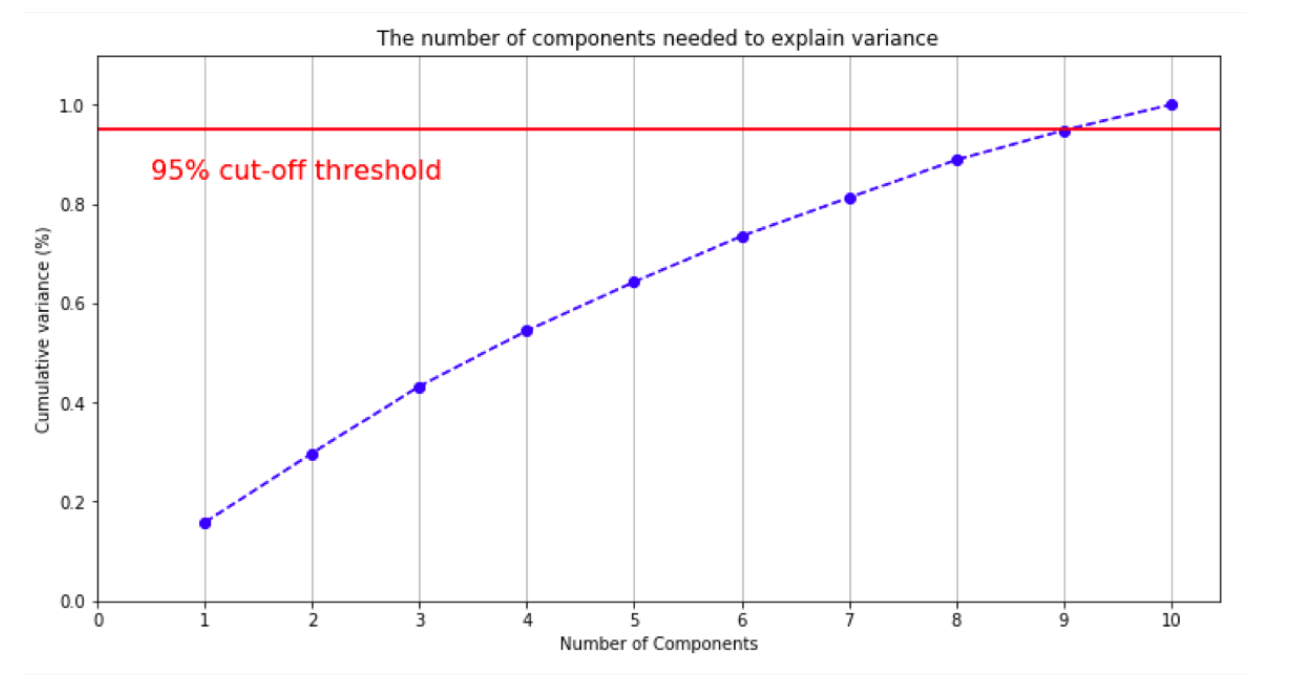 The number of components needed to explain variance
1.0
95% cut-off threshold
0.8
0.6
0.4
0.2
0.0
Cumulative variance (%)
0 1 2 3 4 5 6 7 8 9 10
Number of Components